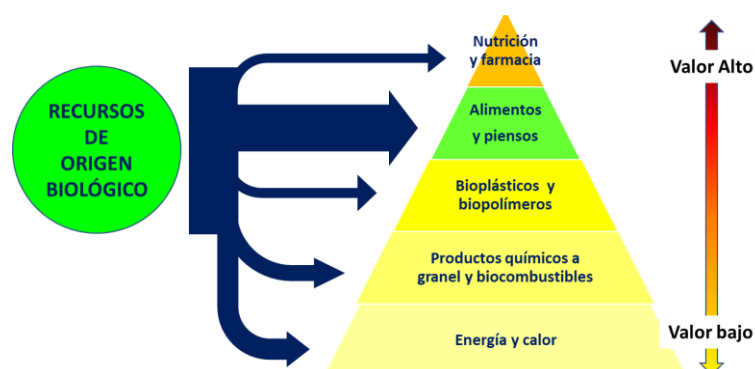 RECURSOS
DE
ORIGEN
BIOLÓGICO
Nutrición
y farmacia
Alimentos
y piensos
Bioplásticos y
biopolímeros
Productos químicos a
granel y biocombustibles
Energía y calor
Valor Alto
Valor bajo